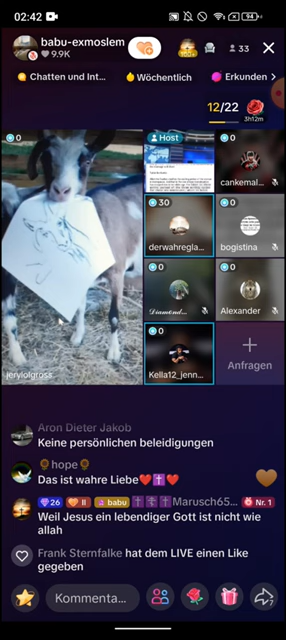 02:42
94
babu-exmoslem
9.9K
33
Chatten und Int...
Wöchentlich
Erkunden
12/22
3h12m
0
Host
0
cankemal...
30
derwahregla...
0
bogistina
0
Diamond...
0
Alexander
0
Kella12_jenn...
Anfragen
jerylolgross
Aron Dieter Jakob
Keine persönlichen beleidigungen
hope
Das ist wahre Liebe
26 II babu Marusch65... Nr. 1
Weil Jesus ein lebendiger Gott ist nicht wie
allah
Frank Sternfalke hat dem LIVE einen Like
gegeben
Kommenta...